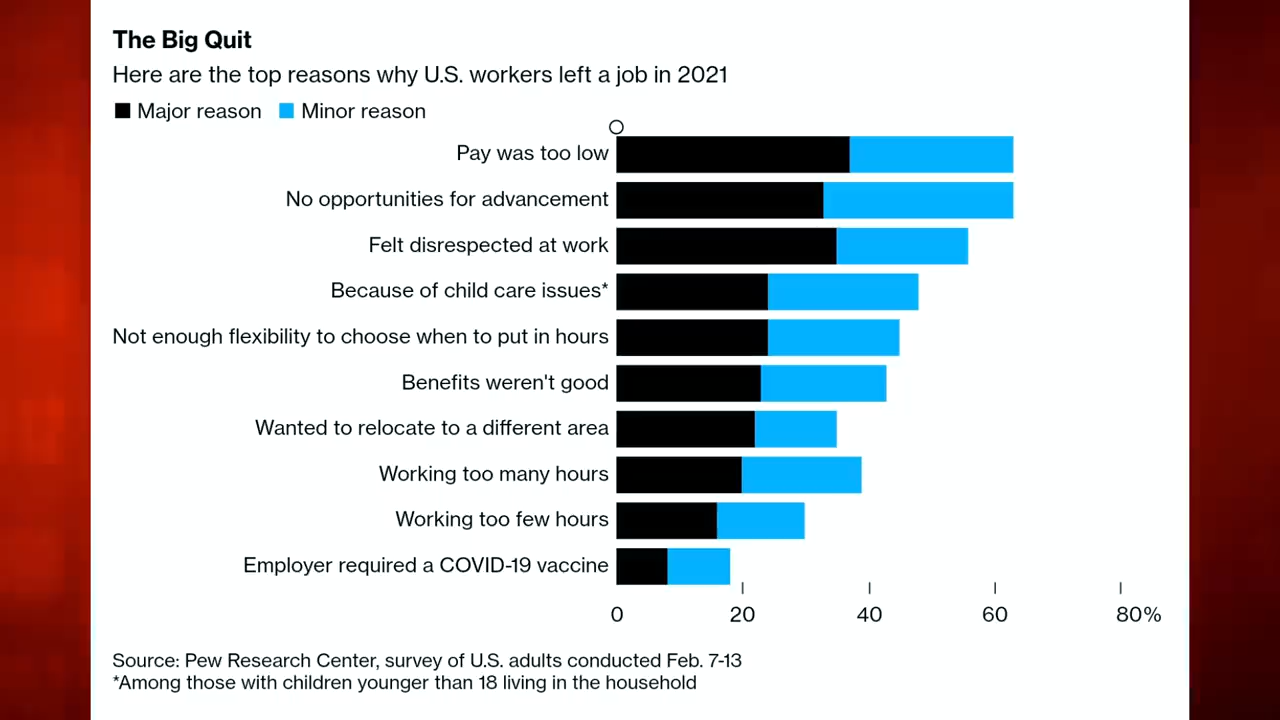 The Big Quit
Here are the top reasons why U.S. workers left a job in 2021
Major reason Minor reason
Pay was too low
No opportunities for advancement
Felt disrespected at work
Because of child care issues*
Not enough flexibility to choose when to put in hours
Benefits weren't good
Wanted to relocate to a different area
Working too many hours
Working too few hours
Employer required a COVID-19 vaccine
0 20 40 60 80%
Source: Pew Research Center, survey of U.S. adults conducted Feb. 7-13
*Among those with children younger than 18 living in the household